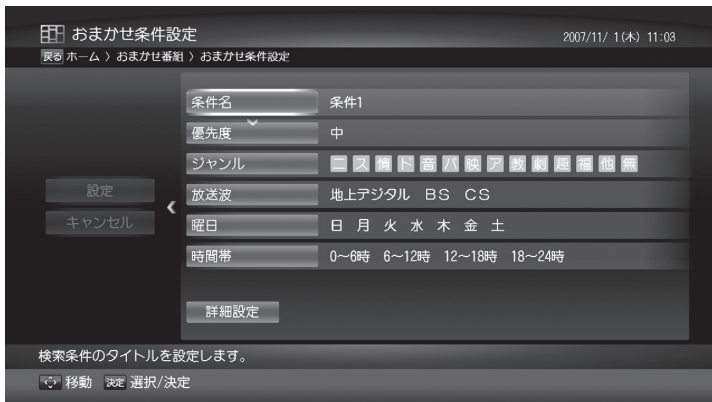 おまかせ条件設定 2007/11/ 1(木) 11:03
戻る ホーム 〉 おまかせ番組 〉 おまかせ条件設定
条件名 条件1
優先度 中
ジャンル ニ ス 情 ド 音 バ 映 ア 教 劇 趣 福 他 無
設定
放送波 地上デジタル BS CS
キャンセル
曜日 日 月 火 水 木 金 土
時間帯 0〜6時 6〜12時 12〜18時 18〜24時
詳細設定
検索条件のタイトルを設定します。
移動 決定 選択/決定